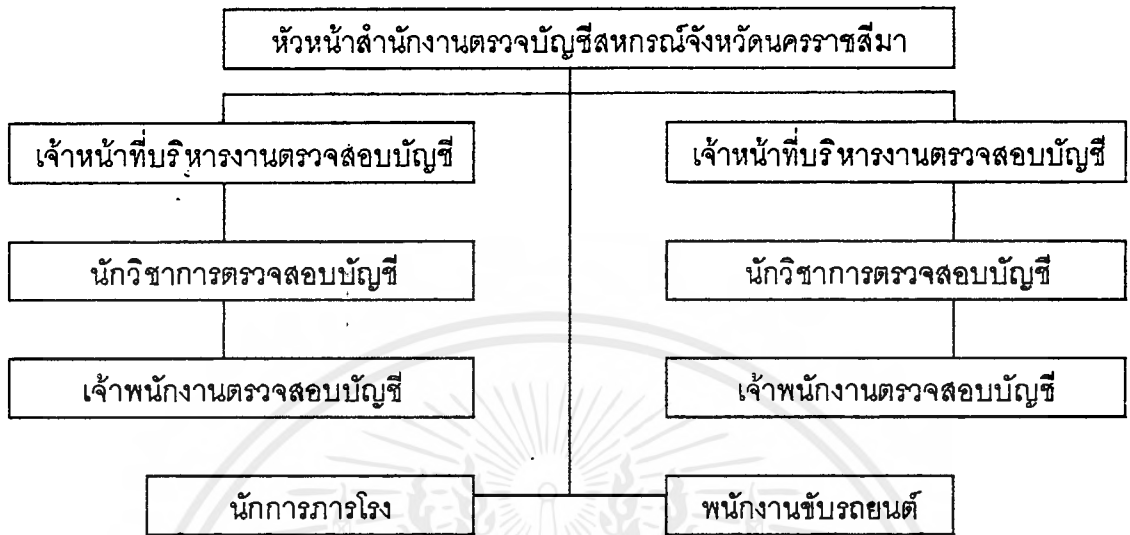 หัวหน้าสำนักงานตรวจบัญชีสหกรณ์จังหวัดนครราชสีมา
เจ้าหน้าที่บริหารงานตรวจสอบบัญชี
เจ้าหน้าที่บริหารงานตรวจสอบบัญชี
นักวิชาการตรวจสอบบัญชี
นักวิชาการตรวจสอบบัญชี
เจ้าพนักงานตรวจสอบบัญชี
เจ้าพนักงานตรวจสอบบัญชี
นักการภารโรง
พนักงานขับรถยนต์